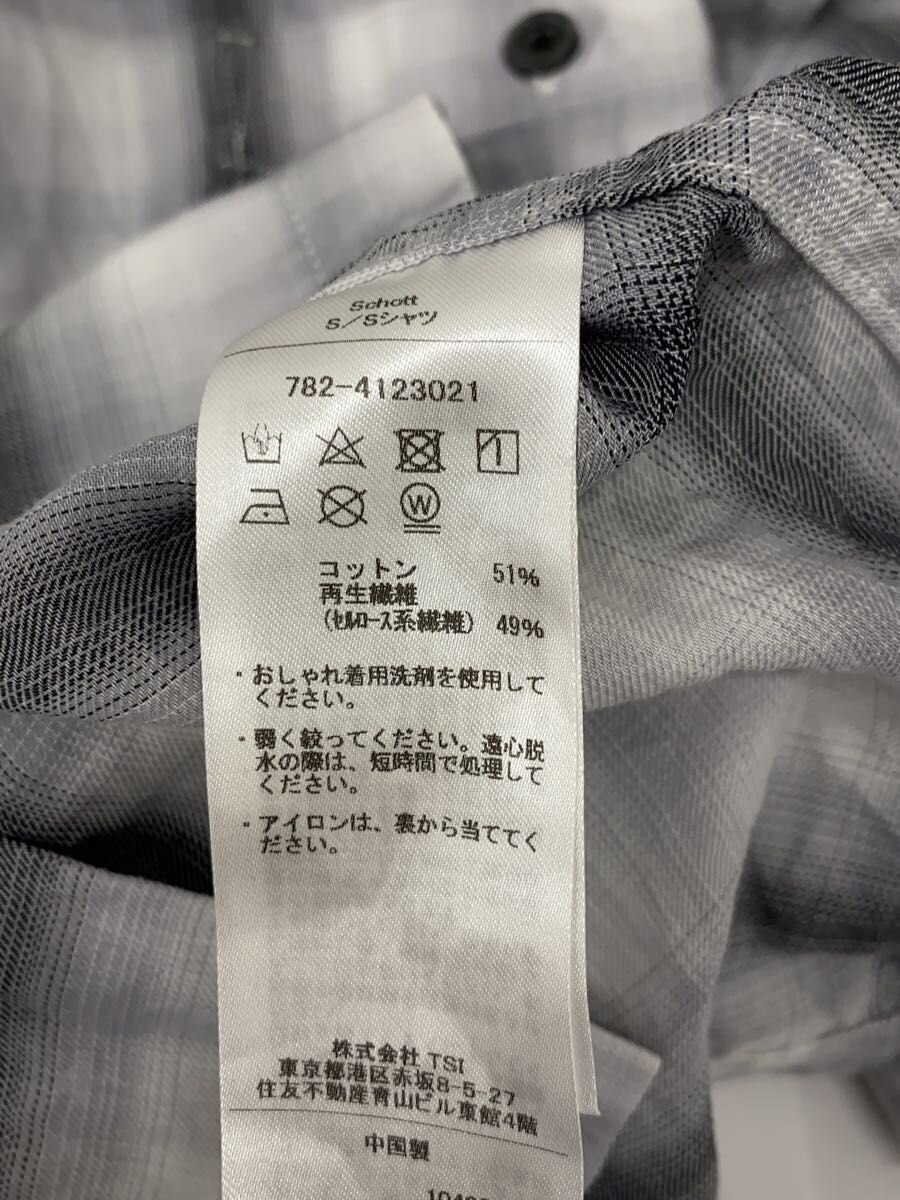 Schott
S/Sシャツ
782-4123021
W
コットン 51%
再生繊維
(セルロース系繊維) 49%
・おしゃれ着用洗剤を使用して
ください。
・弱く絞ってください。遠心脱
水の際は、短時間で処理して
ください。
・アイロンは、裏から当ててく
ださい。
株式会社 TSI
東京都港区赤坂8-5-27
住友不動産青山ビル東館4階
中国製